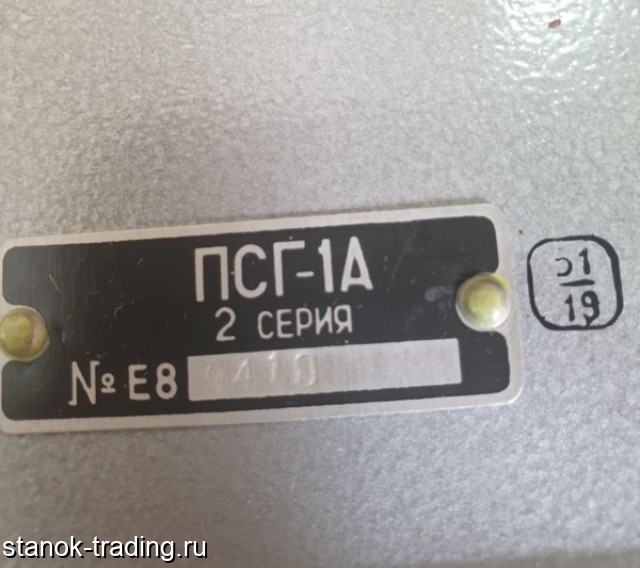 ПСГ-1А
2 СЕРИЯ
№ Е8
19
stanok-trading.ru